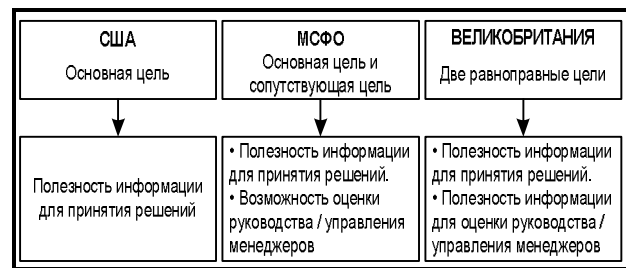 США
Основная цель
МСФО
Основная цель и
сопутствующая цель
ВЕЛИКОБРИТАНИЯ
Две равноправные цели
Полезность информации
для принятия решений
• Полезность информации
для принятия решений.
• Возможность оценки
руководства / управления
менеджеров
• Полезность информации
для принятия решений.
• Полезность информации
для оценки руководства /
управления менеджеров